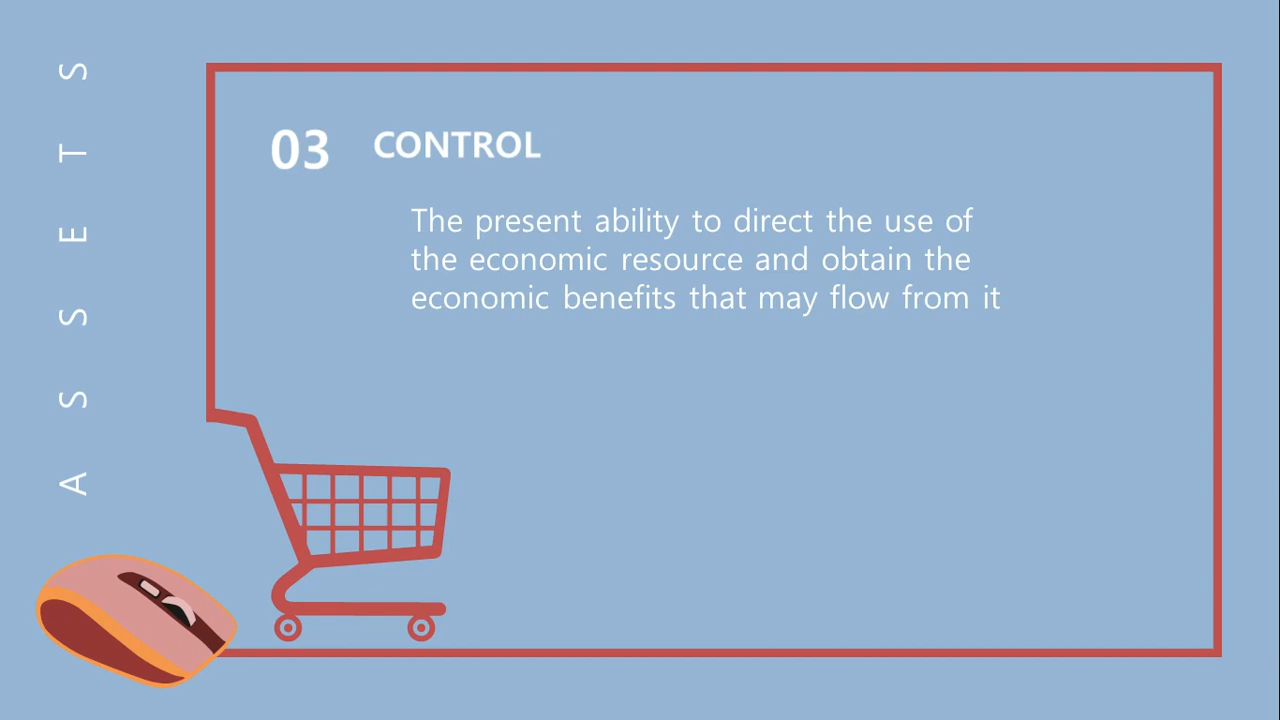 ASSETS
03 CONTROL
The present ability to direct the use of
the economic resource and obtain the
economic benefits that may flow from it